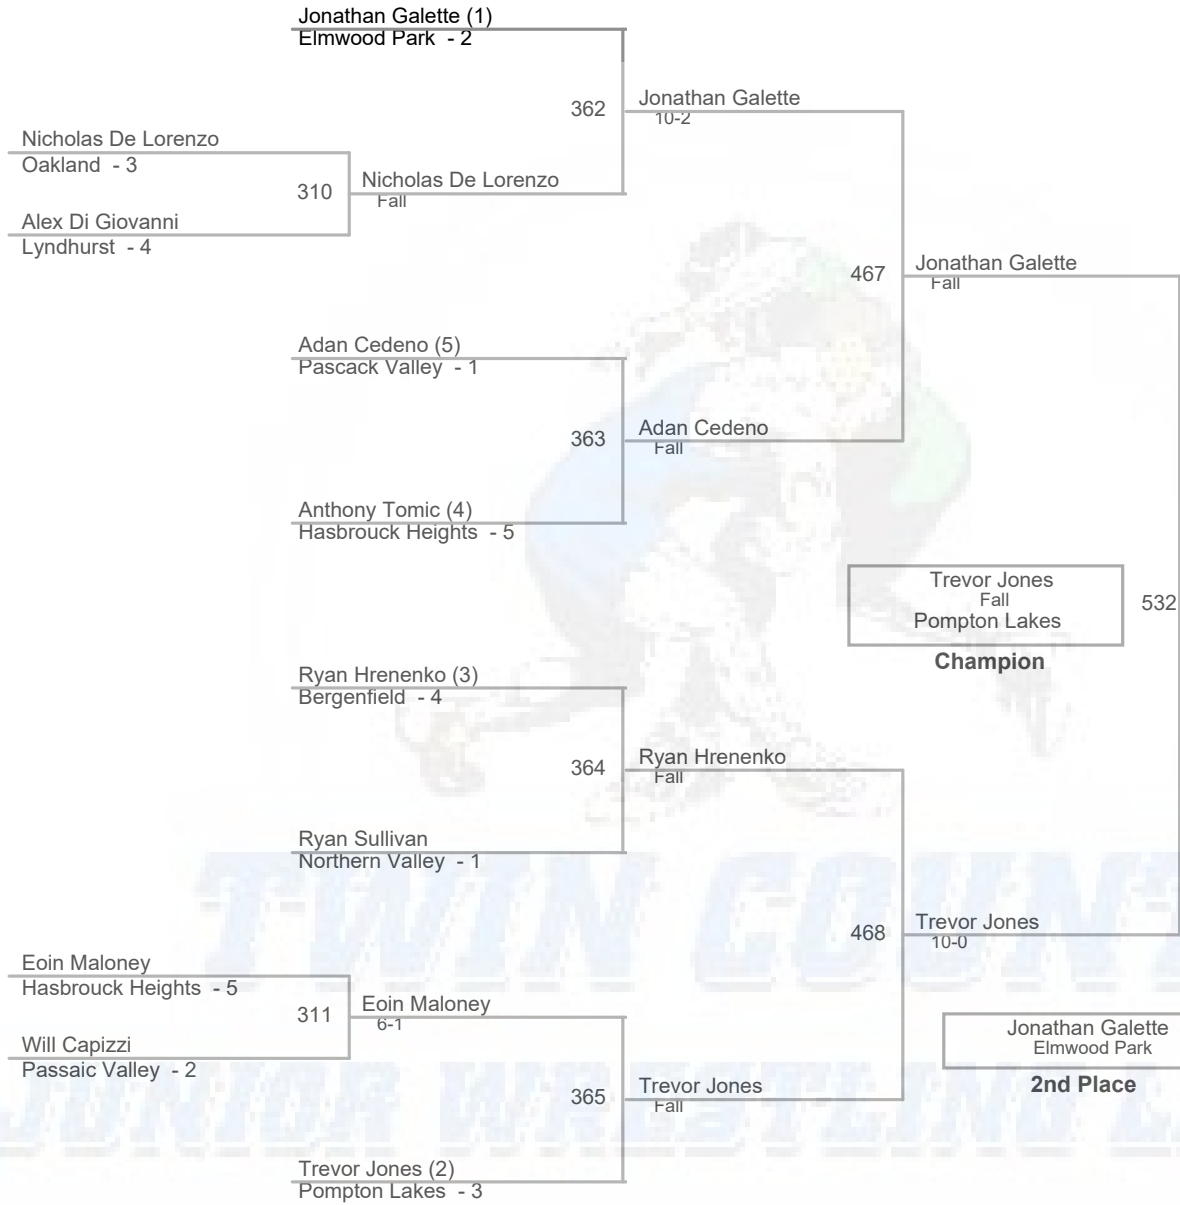 Jonathan Galette (1)
Elmwood Park - 2
362
Jonathan Galette
10-2
Nicholas De Lorenzo
Oakland - 3
310
Nicholas De Lorenzo
Fall
Alex Di Giovanni
Lyndhurst - 4
467
Jonathan Galette
Fall
Adan Cedeno (5)
Pascack Valley - 1
363
Adan Cedeno
Fall
Anthony Tomic (4)
Hasbrouck Heights - 5
Trevor Jones
Fall
Pompton Lakes
532
Champion
Ryan Hrenenko (3)
Bergenfield - 4
364
Ryan Hrenenko
Fall
Ryan Sullivan
Northern Valley - 1
TWIN COUNT
468
Trevor Jones
10-0
Eoin Maloney
Hasbrouck Heights - 5
311
Eoin Maloney
6-1
Will Capizzi
Passaic Valley - 2
Jonathan Galette
Elmwood Park
2nd Place
365
Trevor Jones
Fall
JUNIOR WRESTLING
Trevor Jones (2)
Pompton Lakes - 3